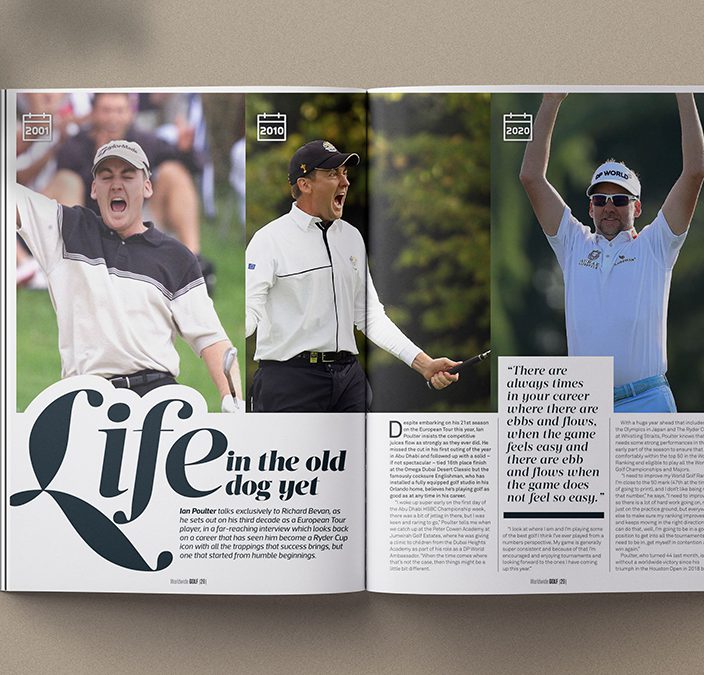 2001
2010
2020
TaylorMade
DP WORLD
Life in the old
dog yet
Ian Poulter talks exclusively to Richard Bevan, as
he sets out on his third decade as a European Tour
player, in a far-reaching interview which looks back
on a career that has seen him become a Ryder Cup
icon with all the trappings that success brings, but
one that started from humble beginnings.
Worldwide GOLF [28]
Despite embarking on his 21st season
on the European Tour this year, Ian
Poulter insists the competitive
juices flow as strongly as they ever did. He
missed the cut in his first outing of the year
in Abu Dhabi and followed up with a solid –
if not spectacular – tied 16th place finish
at the Omega Dubai Desert Classic but the
famously cocksure Englishman, who has
installed a fully equipped golf studio in his
Orlando home, believes he's playing golf as
good as at any time in his career.
"I woke up super early on the first day of
the Abu Dhabi HSBC Championship week,
there was a bit of jetlag in there, but I was
keen and raring to go," Poulter tells me when
we catch up at the Peter Cowen Academy at
Jumeirah Golf Estates, where he was giving
a clinic to children from the Dubai Heights
Academy as part of his role as a DP World
Ambassador. "When the time comes where
that's not the case, then things might be a
little bit different.
"There are
always times
in your career
where there are
ebbs and flows,
when the game
feels easy and
there are ebb
and flows when
the game does
not feel so easy."
"I look at where I am and I'm playing some
of the best golf I think I've ever played from a
numbers perspective. My game is generally
super consistent and because of that I'm
encouraged and enjoying tournaments and
looking forward to the ones I have coming
up this year."
With a huge year ahead that includes
the Olympics in Japan and The Ryder C
at Whistling Straits, Poulter knows that
needs some strong performances in th
early part of the season to ensure that
comfortably within the top 50 in the Wor
Ranking and eligible to play all the Wor
Golf Championships and Majors.
"I need to improve my World Golf
I'm close to the 50 mark (47th at the tim
of going to print), and I don't like being
that number," he says. "I need to impro
so there is a lot of hard work going on,
just on the practice ground, but everyw
else to make sure my ranking improves
and keeps moving in the right direction
can do that, well, I'm going to be a go
position to get into all the tournaments
need to be in, get myself in contention
win again."
Poulter, who turned 44 last month, is
without a worldwide victory since his
triumph in the Houston Open in 2018 b
Worldwide GOLF [29]